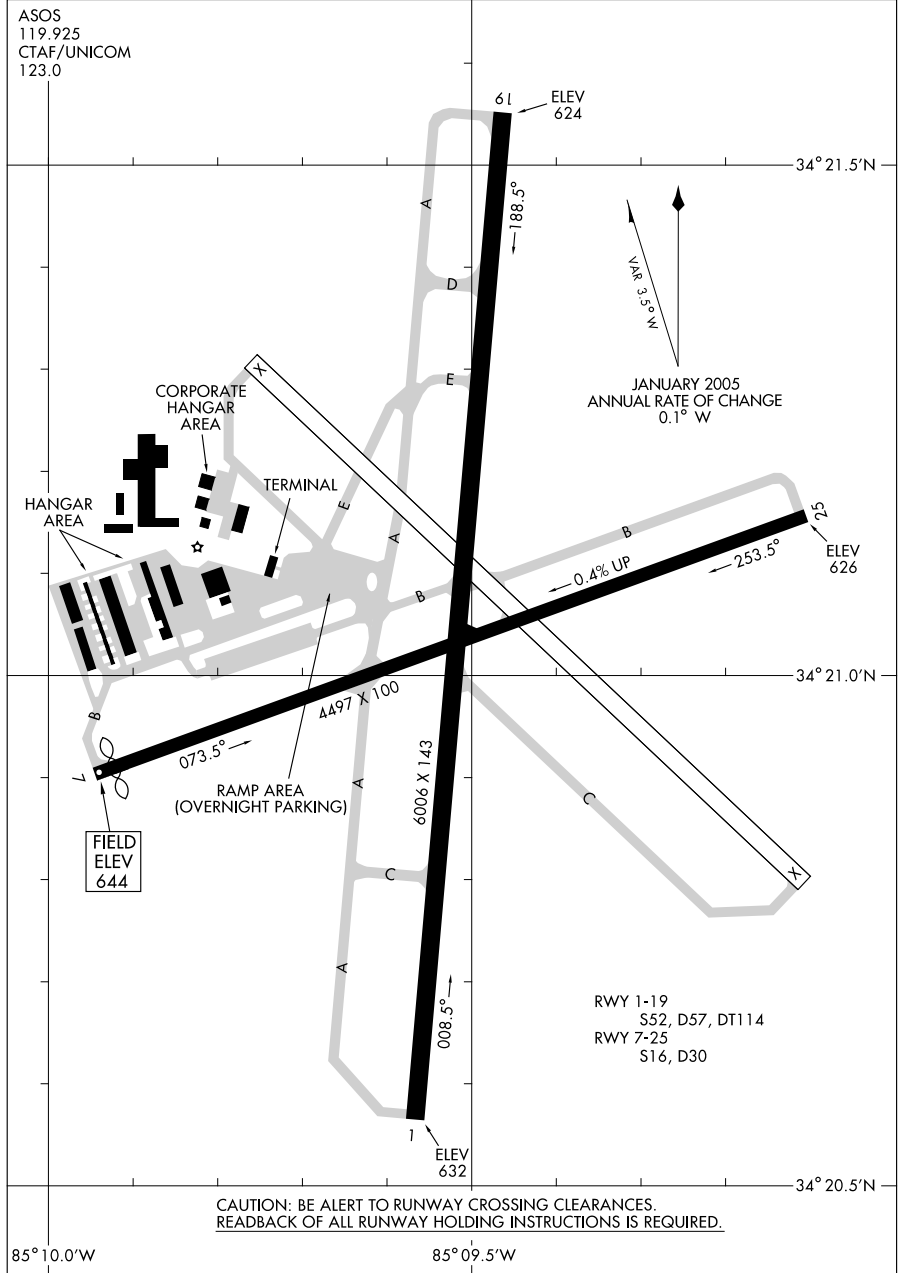 ASOS
119.925
CTAF/UNICOM
123.0
19
ELEV
624
34°21.5'N
188.5°
A
D
VAR 3.5° W
E
JANUARY 2005
ANNUAL RATE OF CHANGE
0.1° W
X
CORPORATE
HANGAR
AREA
TERMINAL
HANGAR
AREA
E
A
B
25
ELEV
626
253.5°
0.4% UP
B
34°21.0'N
4497 X 100
B
073.5°
7
RAMP AREA
(OVERNIGHT PARKING)
A
6006 X 143
C
FIELD
ELEV
644
C
X
A
008.5°
RWY 1-19
S52, D57, DT114
RWY 7-25
S16, D30
1
ELEV
632
34°20.5'N
CAUTION: BE ALERT TO RUNWAY CROSSING CLEARANCES.
READBACK OF ALL RUNWAY HOLDING INSTRUCTIONS IS REQUIRED.
85°10.0'W
85°09.5'W